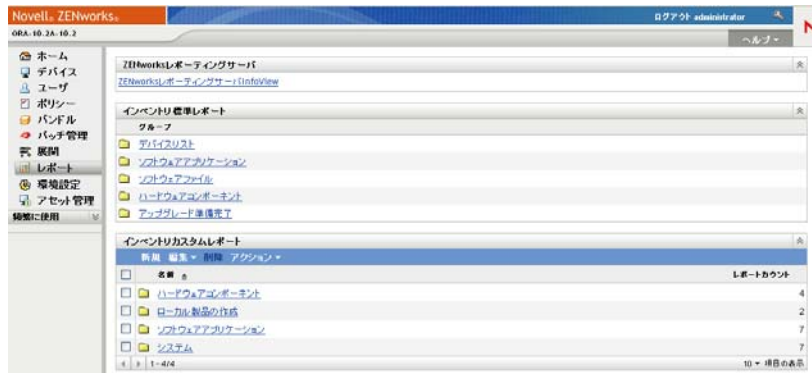 Novell® ZENworks®
ログアウト administrator
ORA-10.2A-10.2
ヘルプ
ホーム
デバイス
ユーザ
ポリシー
バンドル
パッチ管理
展開
レポート
環境設定
アセット管理
頻繁に使用
ZENworksレポーティングサーバ
ZENworksレポーティングサーバInfoView
インベントリ標準レポート
グループ
デバイスリスト
ソフトウェアアプリケーション
ソフトウェアファイル
ハードウェアコンポーネント
アップグレード準備完了
インベントリカスタムレポート
新規 編集 削除 アクション
名前 レポートカウント
ハードウェアコンポーネント 4
ローカル製品の作成 2
ソフトウェアアプリケーション 7
システム 7
1-4/4 10 項目の表示